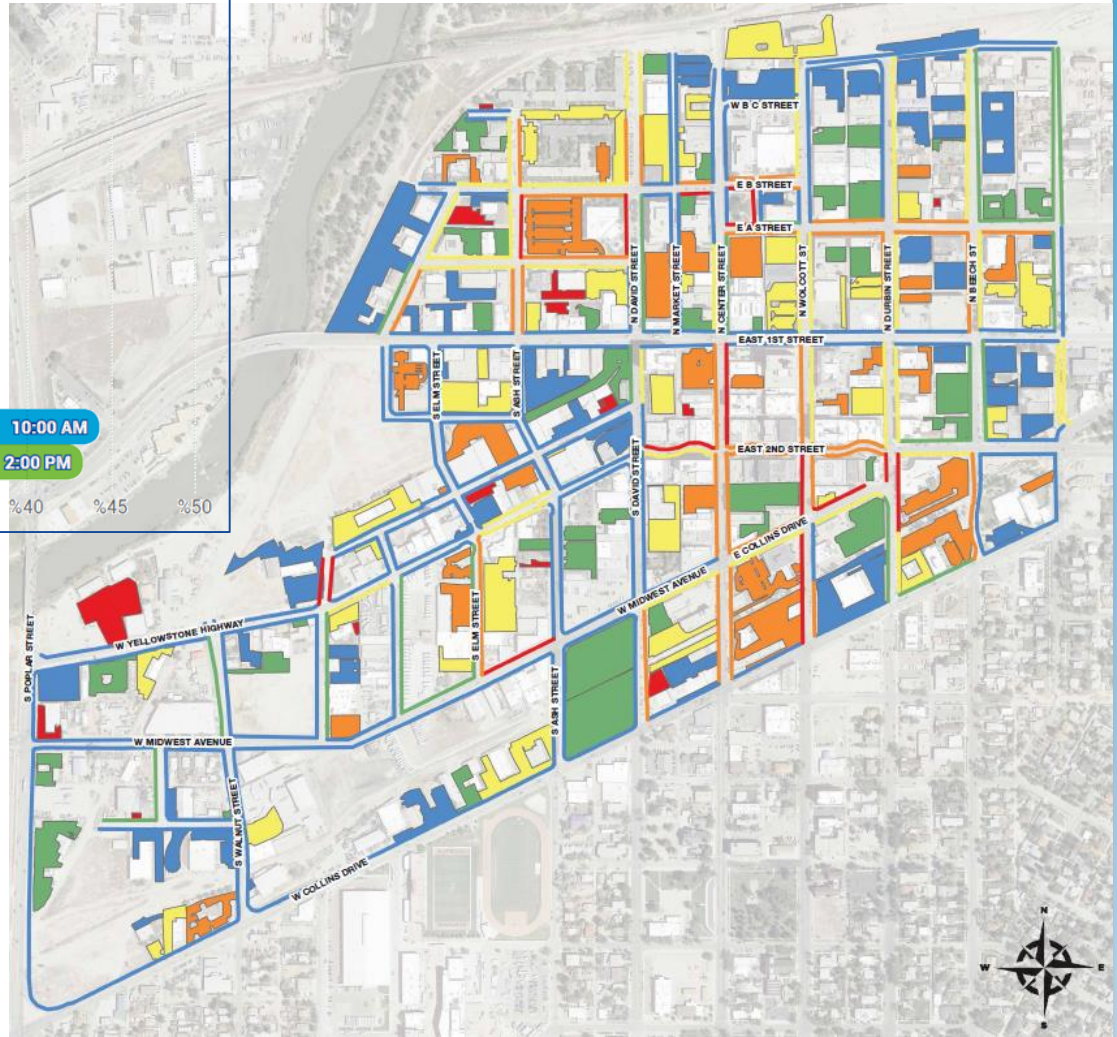 W B C STREET
E B STREET
E A STREET
N DAVID STREET
N MARKET STREET
N CENTER STREET
N WOLCOTT ST
N DURBIN STREET
N BEECH ST
EAST 1ST STREET
S ELM STREET
S ASH STREET
10:00 AM
2:00 PM
%40 %45 %50
EAST 2ND STREET
S DAVID STREET
E COLLINS DRIVE
W MIDWEST AVENUE
S ELM STREET
W YELLOWSTONE HIGHWAY
S POPLAR STREET
S ASH STREET
W MIDWEST AVENUE
S WALNUT STREET
W COLLINS DRIVE
N
W E
S